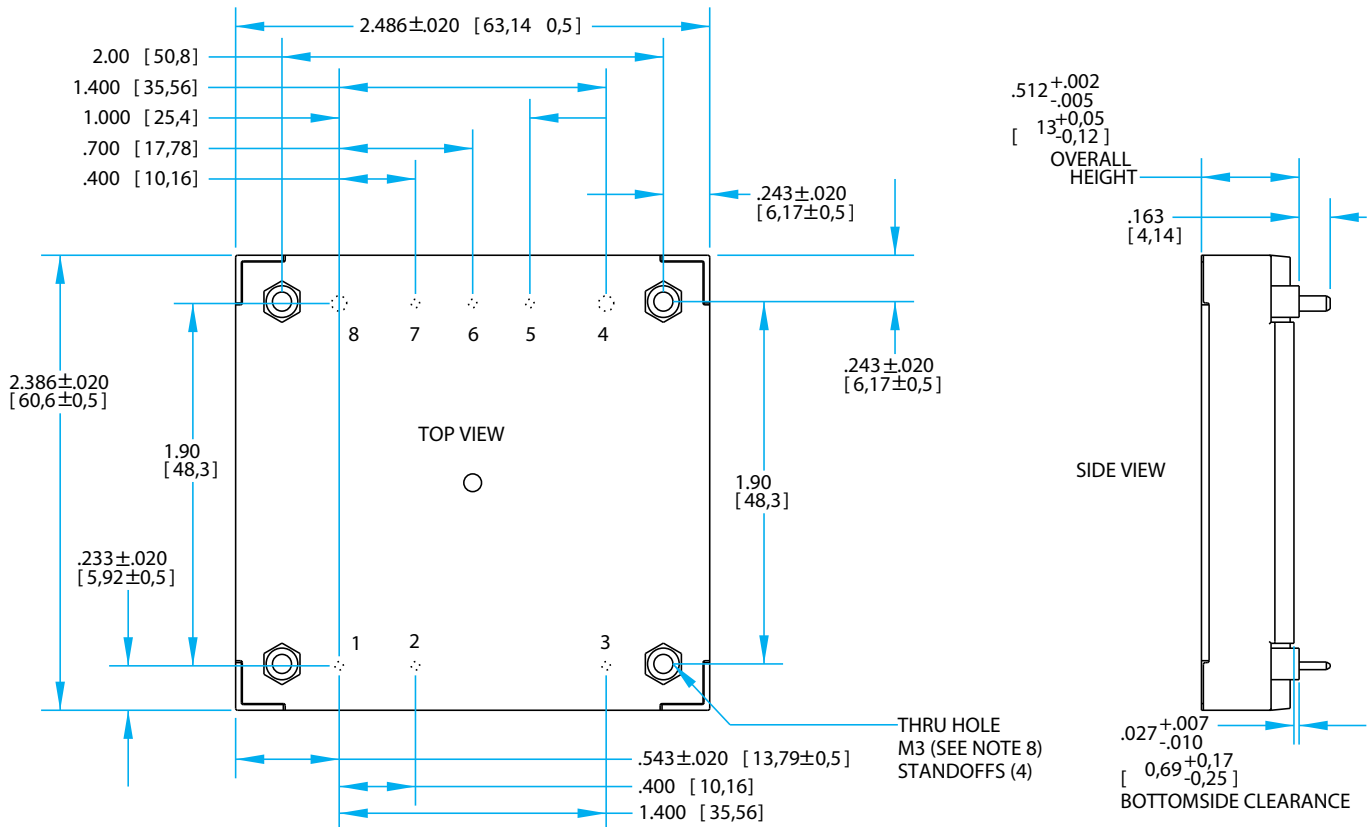 2.486±.020 [63,14 0,5]
2.00 [50,8]
1.400 [35,56]
1.000 [25,4]
.700 [17,78]
.400 [10,16]
.243±.020
[6,17±0,5]
8 7 6 5 4
.243±.020
[6,17±0,5]
2.386±.020
[60,6±0,5]
TOP VIEW
1.90
[48,3]
1.90
[48,3]
.233±.020
[5,92±0,5]
1 2 3
THRU HOLE
M3 (SEE NOTE 8)
STANDOFFS (4)
.543±.020 [13,79±0,5]
.400 [10,16]
1.400 [35,56]
.512 +.002
-.005
[ 13 +0,05
-0,12 ]
OVERALL
HEIGHT
.163
[4,14]
SIDE VIEW
.027 +.007
-.010
[ 0,69 +0,17
-0,25 ]
BOTTOMSIDE CLEARANCE